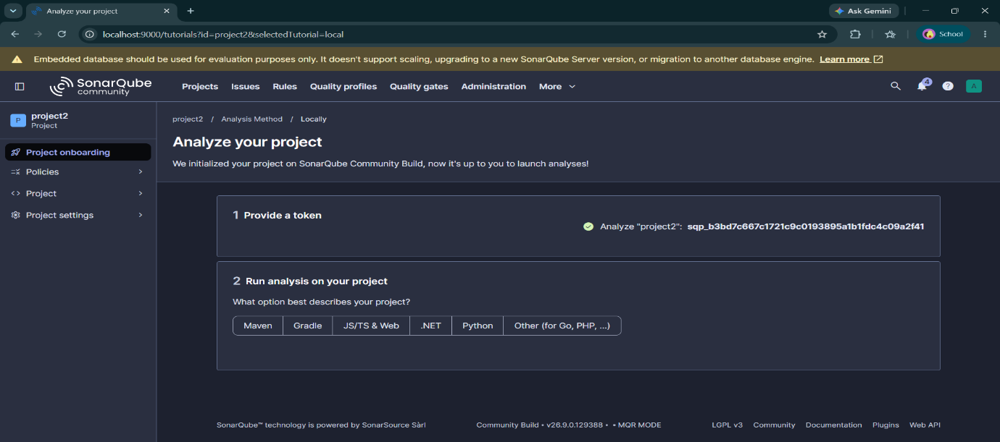 Analyze your project
Ask Gemini
localhost:9000/tutorials?id=project2&selectedTutorial=local
School
Embedded database should be used for evaluation purposes only. It doesn't support scaling, upgrading to a new SonarQube Server version, or migration to another database engine. Learn more
SonarQube
community
Projects Issues Rules Quality profiles Quality gates Administration More
4
?
A
P
project2
Project
Project onboarding
Policies
Project
Project settings
project2 / Analysis Method / Locally
Analyze your project
We initialized your project on SonarQube Community Build, now it's up to you to launch analyses!
1 Provide a token
Analyze "project2": sqp_b3bd7c667c1721c9c0193895a1b1fdc4c09a2f41
2 Run analysis on your project
What option best describes your project?
Maven Gradle JS/TS & Web .NET Python Other (for Go, PHP, ...)
SonarQube™ technology is powered by SonarSource Sàrl
Community Build • v26.9.0.129388 • • MQR MODE
LGPL v3 Community Documentation Plugins Web API